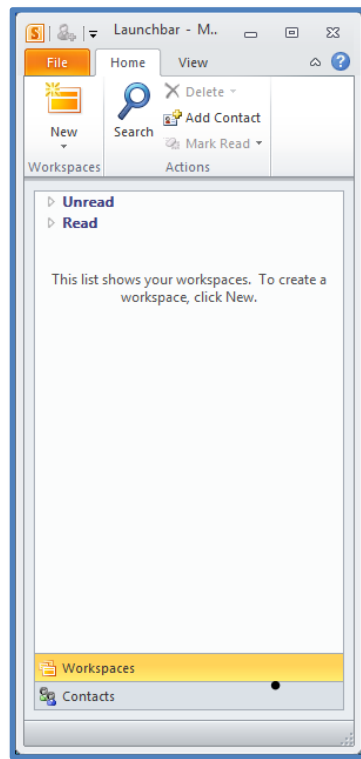 S Launchbar - M..
File Home View ?
New
Search
Delete
Add Contact
Mark Read
Workspaces Actions
Unread
Read
This list shows your workspaces. To create a
workspace, click New.
Workspaces
Contacts